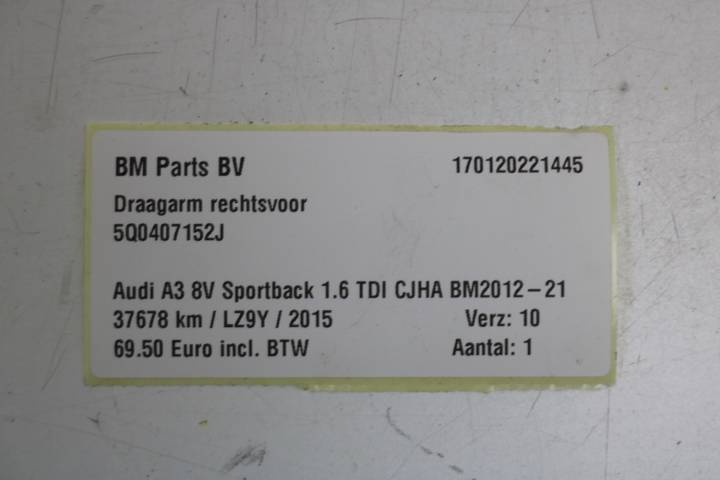 BM Parts BV 170120221445
Draagarm rechtsvoor
5Q0407152J
Audi A3 8V Sportback 1.6 TDI CJHA BM2012-21
37678 km / LZ9Y / 2015 Verz: 10
69.50 Euro incl. BTW Aantal: 1